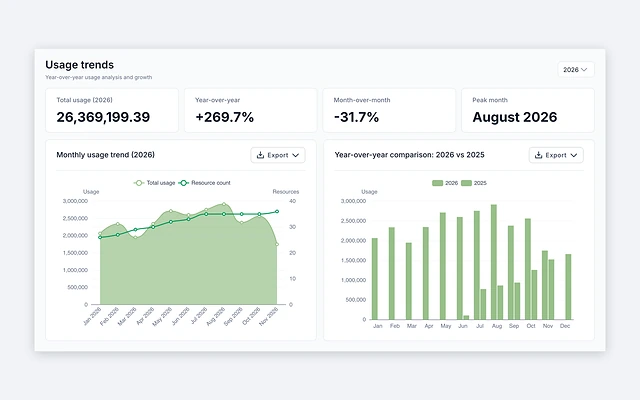 Usage trends
Year-over-year usage analysis and growth
2026
Total usage (2026)
26,369,199.39
Year-over-year
+269.7%
Month-over-month
-31.7%
Peak month
August 2026
Monthly usage trend (2026)
Export
Total usage
Resource count
Usage
Resources
3,000,000
2,500,000
2,000,000
1,500,000
1,000,000
500,000
0
40
30
20
10
0
Jan 2026
Feb 2026
Mar 2026
Apr 2026
May 2026
Jun 2026
Jul 2026
Aug 2026
Sep 2026
Oct 2026
Nov 2026
Year-over-year comparison: 2026 vs 2025
Export
2026
2025
Usage
3,000,000
2,500,000
2,000,000
1,500,000
1,000,000
500,000
0
Jan
Feb
Mar
Apr
May
Jun
Jul
Aug
Sep
Oct
Nov
Dec